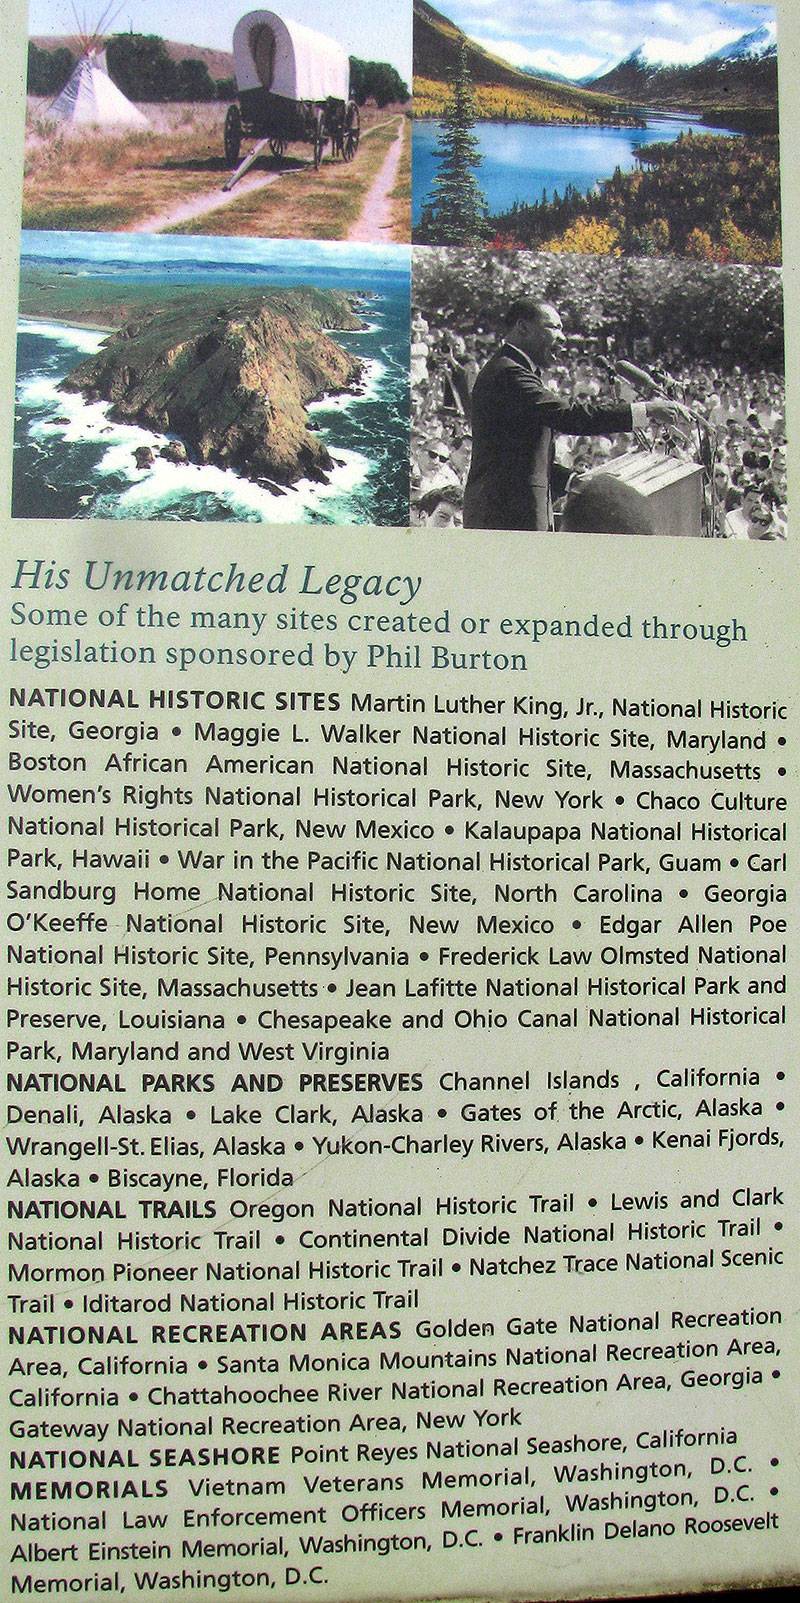 His Unmatched Legacy
Some of the many sites created or expanded through
legislation sponsored by Phil Burton
NATIONAL HISTORIC SITES Martin Luther King, Jr., National Historic
Site, Georgia • Maggie L. Walker National Historic Site, Maryland •
Boston African American National Historic Site, Massachusetts •
Women's Rights National Historical Park, New York • Chaco Culture
National Historical Park, New Mexico • Kalaupapa National Historical
Park, Hawaii • War in the Pacific National Historical Park, Guam • Carl
Sandburg Home National Historic Site, North Carolina • Georgia
O'Keeffe National Historic Site, New Mexico • Edgar Allen Poe
National Historic Site, Pennsylvania • Frederick Law Olmsted National
Historic Site, Massachusetts • Jean Lafitte National Historical Park and
Preserve, Louisiana • Chesapeake and Ohio Canal National Historical
Park, Maryland and West Virginia
NATIONAL PARKS AND PRESERVES Channel Islands , California •
Denali, Alaska • Lake Clark, Alaska • Gates of the Arctic, Alaska •
Wrangell-St. Elias, Alaska • Yukon-Charley Rivers, Alaska • Kenai Fjords,
Alaska • Biscayne, Florida
NATIONAL TRAILS Oregon National Historic Trail • Lewis and Clark
National Historic Trail • Continental Divide National Historic Trail •
Mormon Pioneer National Historic Trail • Natchez Trace National Scenic
Trail • Iditarod National Historic Trail
NATIONAL RECREATION AREAS Golden Gate National Recreation
Area, California • Santa Monica Mountains National Recreation Area,
California • Chattahoochee River National Recreation Area, Georgia •
Gateway National Recreation Area, New York
NATIONAL SEASHORE Point Reyes National Seashore, California
MEMORIALS Vietnam Veterans Memorial, Washington, D.C. •
National Law Enforcement Officers Memorial, Washington, D.C. •
Albert Einstein Memorial, Washington, D.C. • Franklin Delano Roosevelt
Memorial, Washington, D.C.